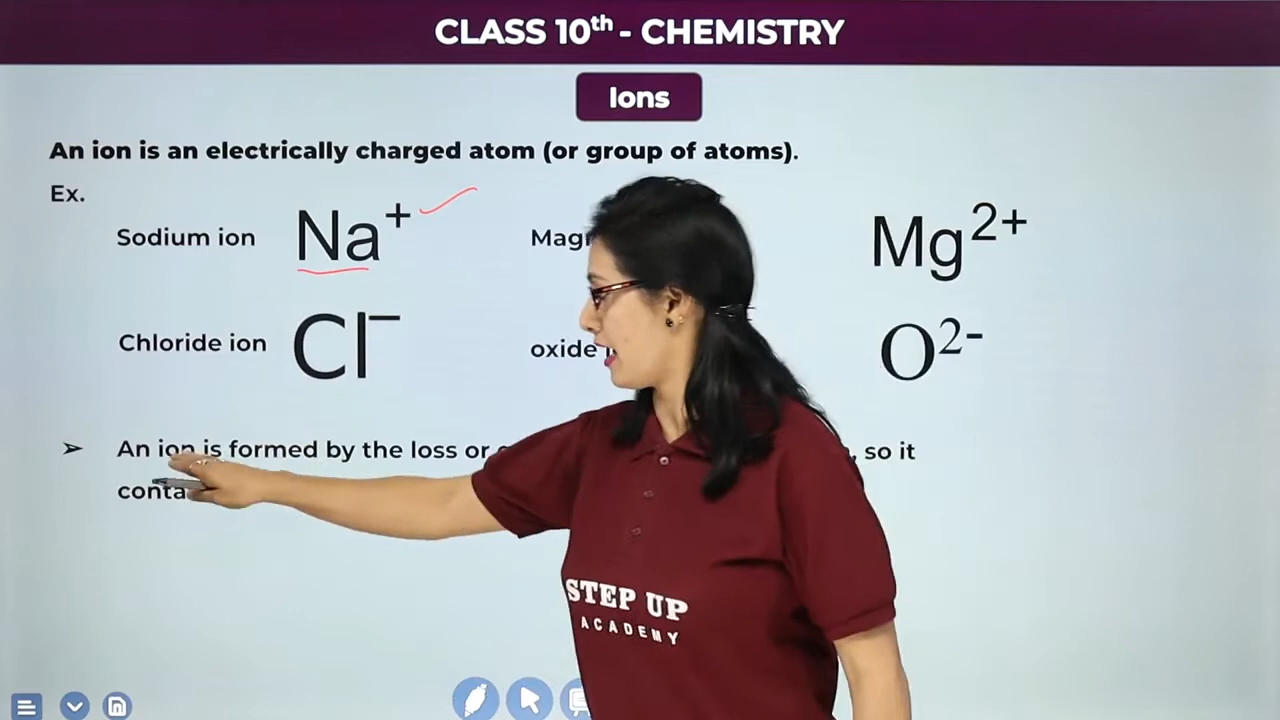 CLASS 10th - CHEMISTRY
Ions
An ion is an electrically charged atom (or group of atoms).
Ex.
Sodium ion Na+ Mg2+
Chloride ion Cl− oxide O2-
An ion is formed by the loss or , so it
STEP UP
ACADEMY